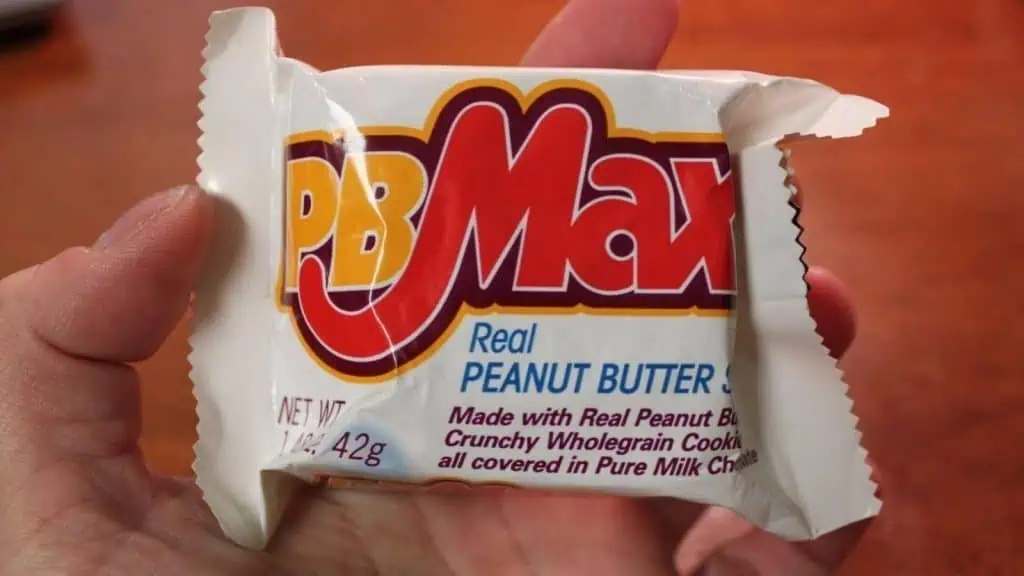 PB Max
Real
PEANUT BUTTER
NET WT
42g
Made with Real Peanut
Crunchy Wholegrain
all covered in Pure Milk